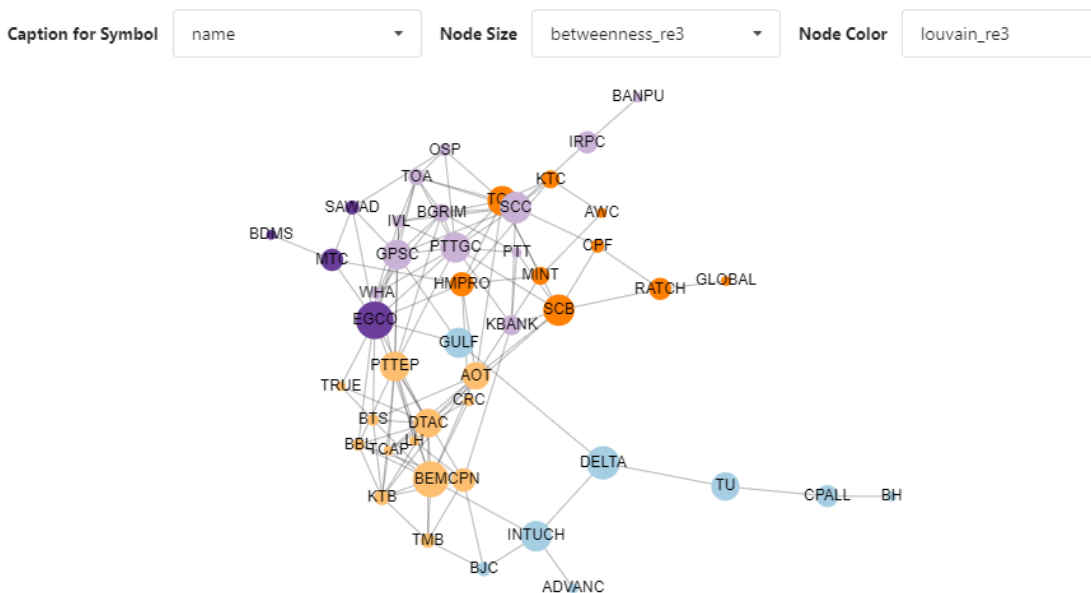 Caption for Symbol name Node Size betweenness_re3 Node Color louvain_re3
BANPU
IRPC
OSP
TOA
KTC
SAWAD
SCC
BGRIM
AWC
IVL
BDMS
CPF
PTTGC
PTT
GPSC
MTC
MINT
GLOBAL
HMPRO
RATCH
WHA
SCB
EGCO
KBANK
GULF
PTTEP
AOT
TRUE
CRC
BTS
DTAC
LH
BBL
TCAP
DELTA
BEM
CPN
TU
KTB
CPALL
BH
INTUCH
TMB
BJC
ADVANC